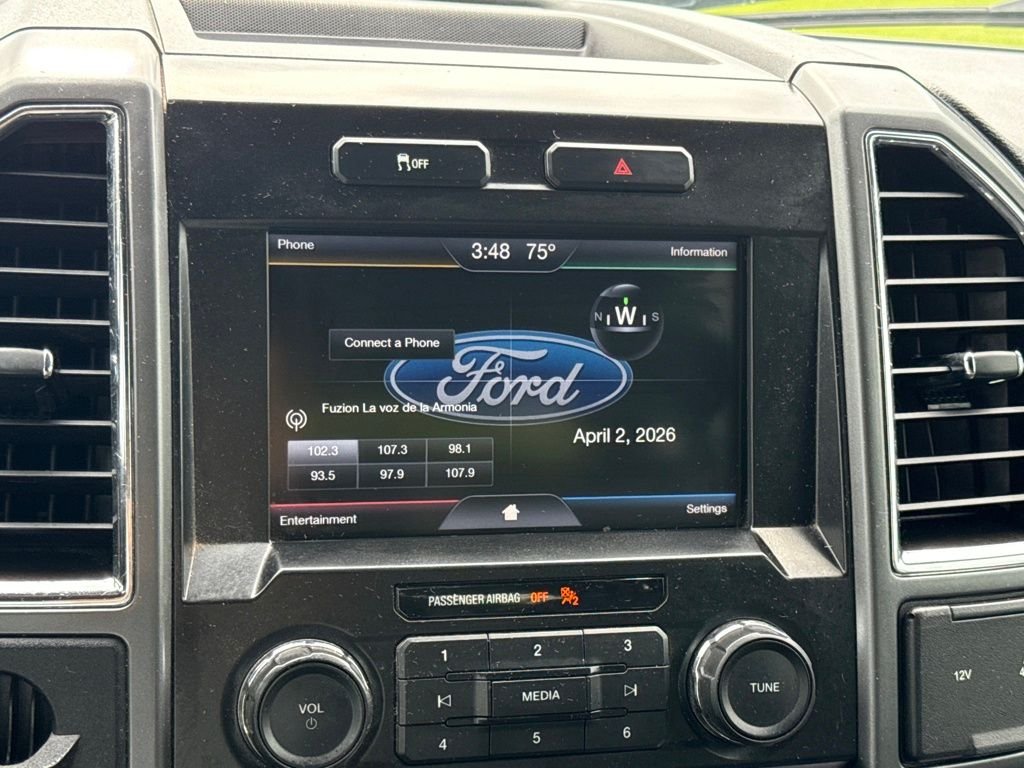 OFF
Phone
3:48 75°
Information
N W S
Connect a Phone
Ford
Fuzion La voz de la Armonia
April 2, 2026
102.3 107.3 98.1
93.5 97.9 107.9
Entertainment
Settings
PASSENGER AIRBAG OFF 2
1 2 3
VOL
MEDIA
TUNE
4 5 6
12V